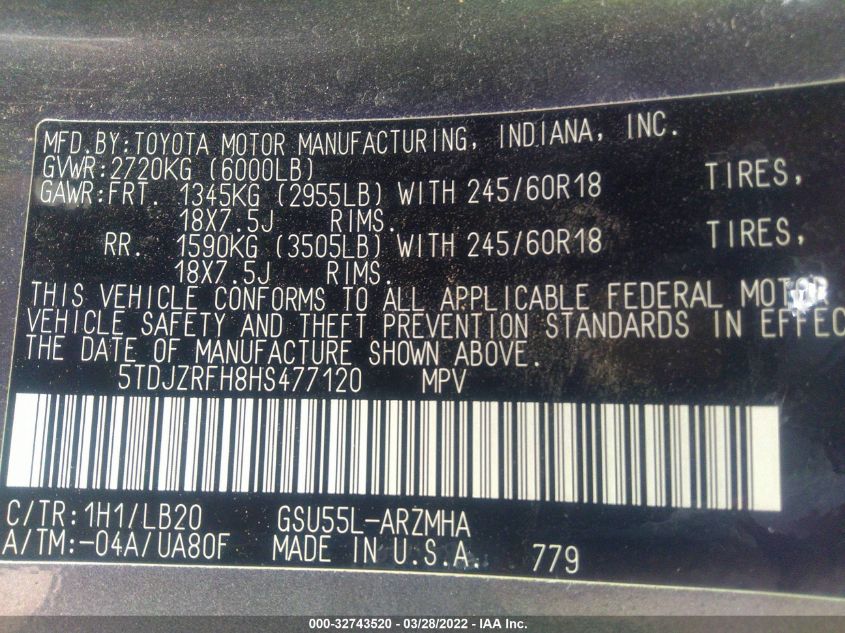 MFD.BY:TOYOTA MOTOR MANUFACTURING, INDIANA, INC.
GVWR:2720KG (6000LB)
GAWR:FRT. 1345KG (2955LB) WITH 245/60R18 TIRES,
18X7.5J RIMS.
RR. 1590KG (3505LB) WITH 245/60R18 TIRES,
18X7.5J RIMS.
THIS VEHICLE CONFORMS TO ALL APPLICABLE FEDERAL MOTOR
VEHICLE SAFETY AND THEFT PREVENTION STANDARDS IN EFFEC
THE DATE OF MANUFACTURE SHOWN ABOVE.
5TDJZRFH8HS477120 MPV
C/TR:1H1/LB20 GSU55L-ARZMHA
A/TM:-04A/UA80F MADE IN U.S.A. 779
000-32743520 - 03/28/2022 - IAA Inc.